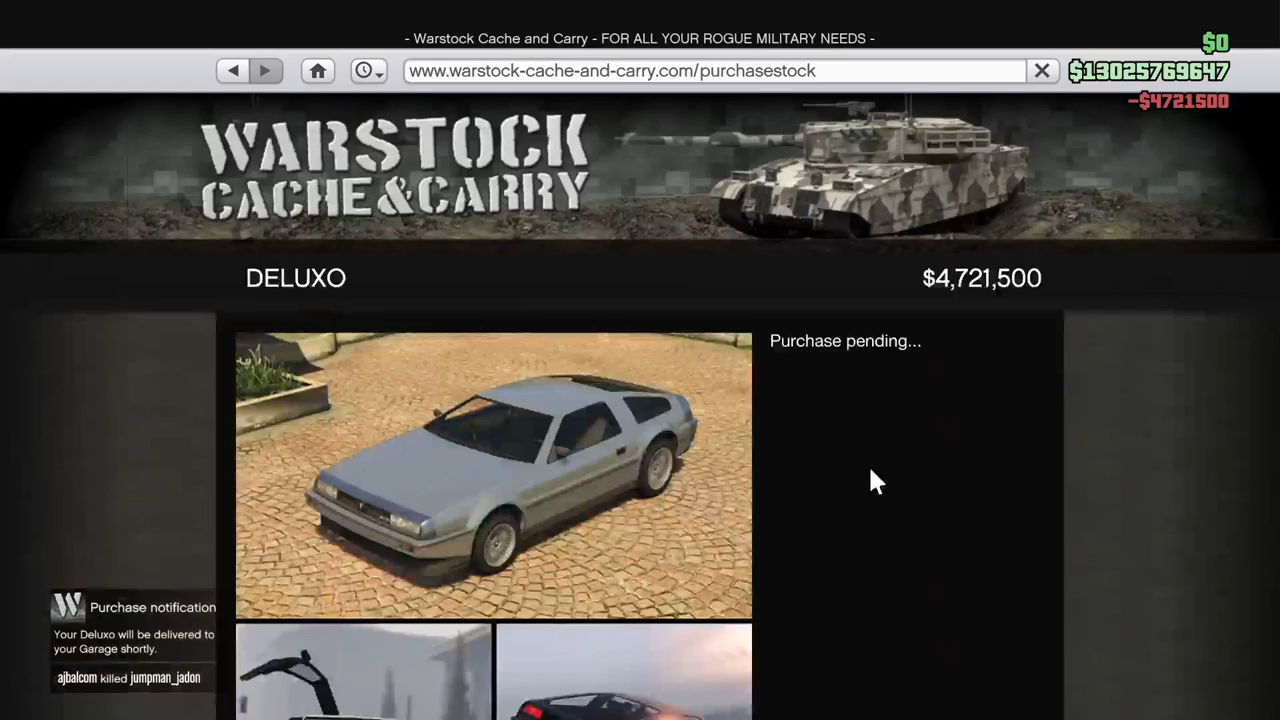 - Warstock Cache and Carry - FOR ALL YOUR ROGUE MILITARY NEEDS -
$0
www.warstock-cache-and-carry.com/purchasestock
$13025769647
-$4721500
WARSTOCK
CACHE&CARRY
DELUXO
$4,721,500
Purchase pending...
W
Purchase notification
Your Deluxo will be delivered to
your Garage shortly.
ajbalcom killed jumpman_jadon